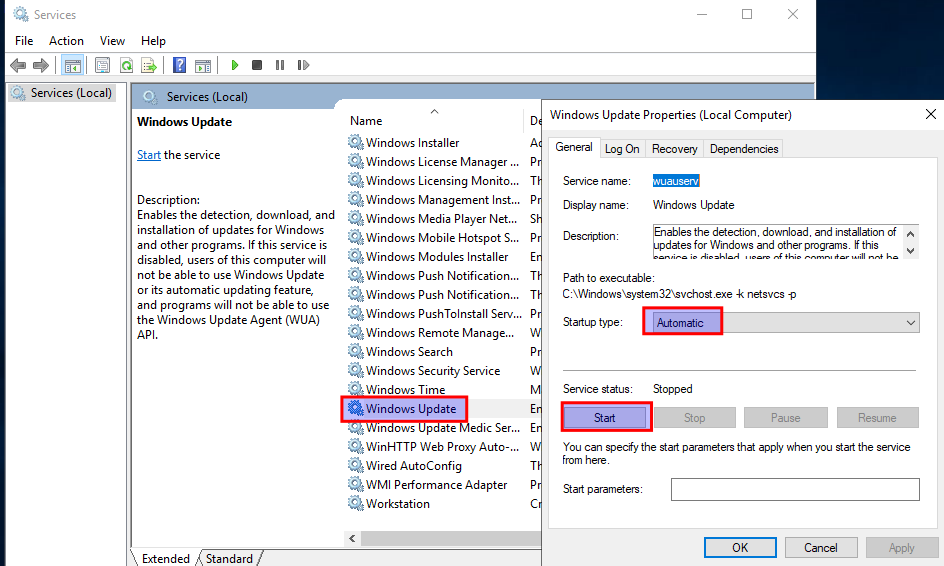 Services
File Action View Help
Services (Local)
Services (Local)
Windows Update
Start the service
Description:
Enables the detection, download, and
installation of updates for Windows
and other programs. If this service is
disabled, users of this computer will
not be able to use Windows Update
or its automatic updating feature,
and programs will not be able to use
the Windows Update Agent (WUA)
API.
Name De
Windows Installer Ac
Windows License Manager ... Pr
Windows Licensing Monito... Th
Windows Management Inst... Pr
Windows Media Player Net... Sh
Windows Mobile Hotspot S... Pr
Windows Modules Installer En
Windows Push Notification... Th
Windows Push Notification... Th
Windows PushToInstall Serv... Pr
Windows Remote Manage... W
Windows Search Pr
Windows Security Service W
Windows Time M
Windows Update En
Windows Update Medic Ser... En
WinHTTP Web Proxy Auto-... W
Wired AutoConfig Th
WMI Performance Adapter Pr
Workstation Cr
Extended Standard
Windows Update Properties (Local Computer)
General Log On Recovery Dependencies
Service name: wuauserv
Display name: Windows Update
Description: Enables the detection, download, and installation of
updates for Windows and other programs. If this
service is disabled, users of this computer will not be
Path to executable:
C:\Windows\system32\svchost.exe -k netsvcs -p
Startup type: Automatic
Service status: Stopped
Start Stop Pause Resume
You can specify the start parameters that apply when you start the service
from here.
Start parameters:
OK Cancel Apply